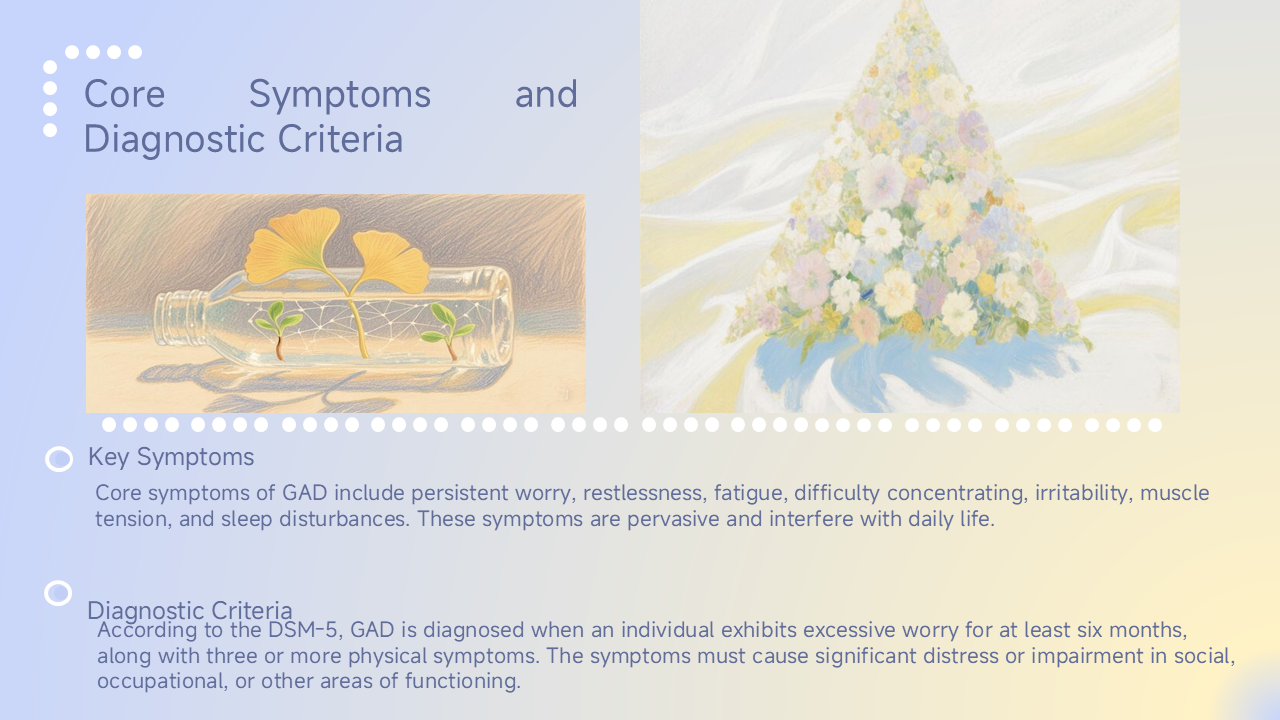 Core Symptoms and
Diagnostic Criteria
Key Symptoms
Core symptoms of GAD include persistent worry, restlessness, fatigue, difficulty concentrating, irritability, muscle
tension, and sleep disturbances. These symptoms are pervasive and interfere with daily life.
Diagnostic Criteria
According to the DSM-5, GAD is diagnosed when an individual exhibits excessive worry for at least six months,
along with three or more physical symptoms. The symptoms must cause significant distress or impairment in social,
occupational, or other areas of functioning.